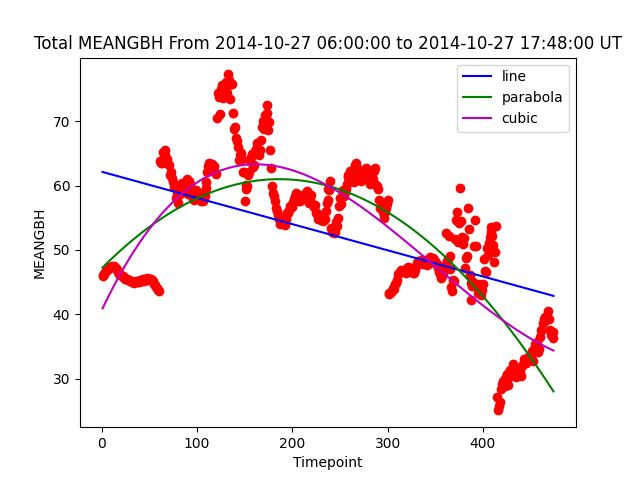 Total MEANGBH From 2014-10-27 06:00:00 to 2014-10-27 17:48:00 UT
line
parabola
cubic
70
60
50
40
30
MEANGBH
0 100 200 300 400
Timepoint